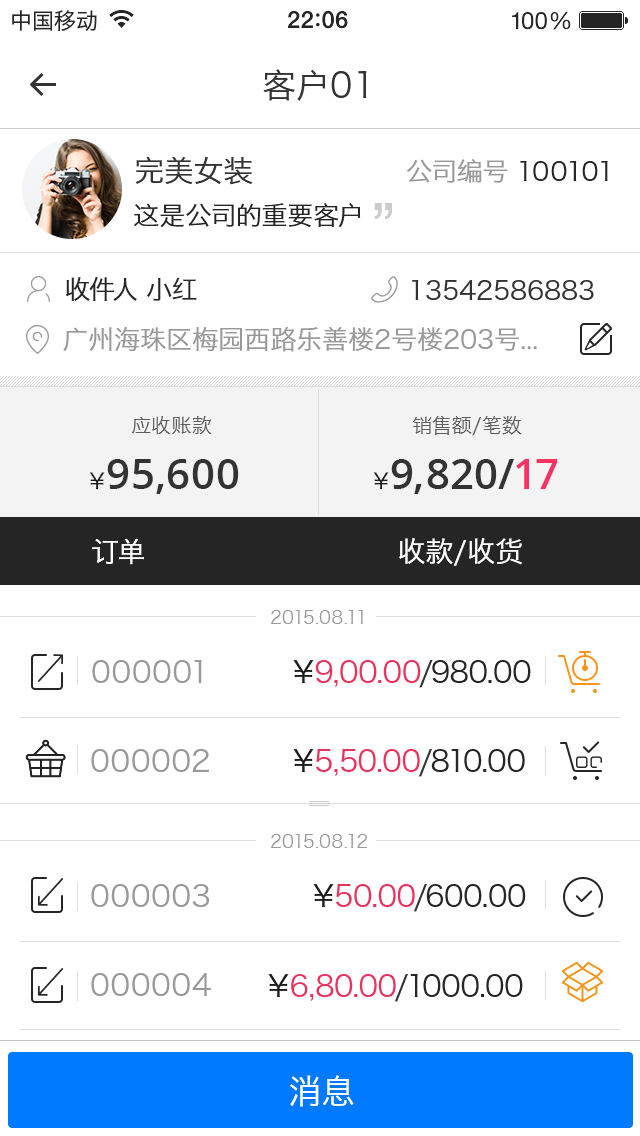 中国移动 22:06 100%
客户01
完美女装 公司编号 100101
这是公司的重要客户 ”
收件人 小红 13542586883
广州海珠区梅园西路乐善楼2号楼203号...
应收账款 销售额/笔数
¥95,600 ¥9,820/17
订单 收款/收货
2015.08.11
000001 ¥9,00.00/980.00
000002 ¥5,50.00/810.00
2015.08.12
000003 ¥50.00/600.00
000004 ¥6,80.00/1000.00
消息